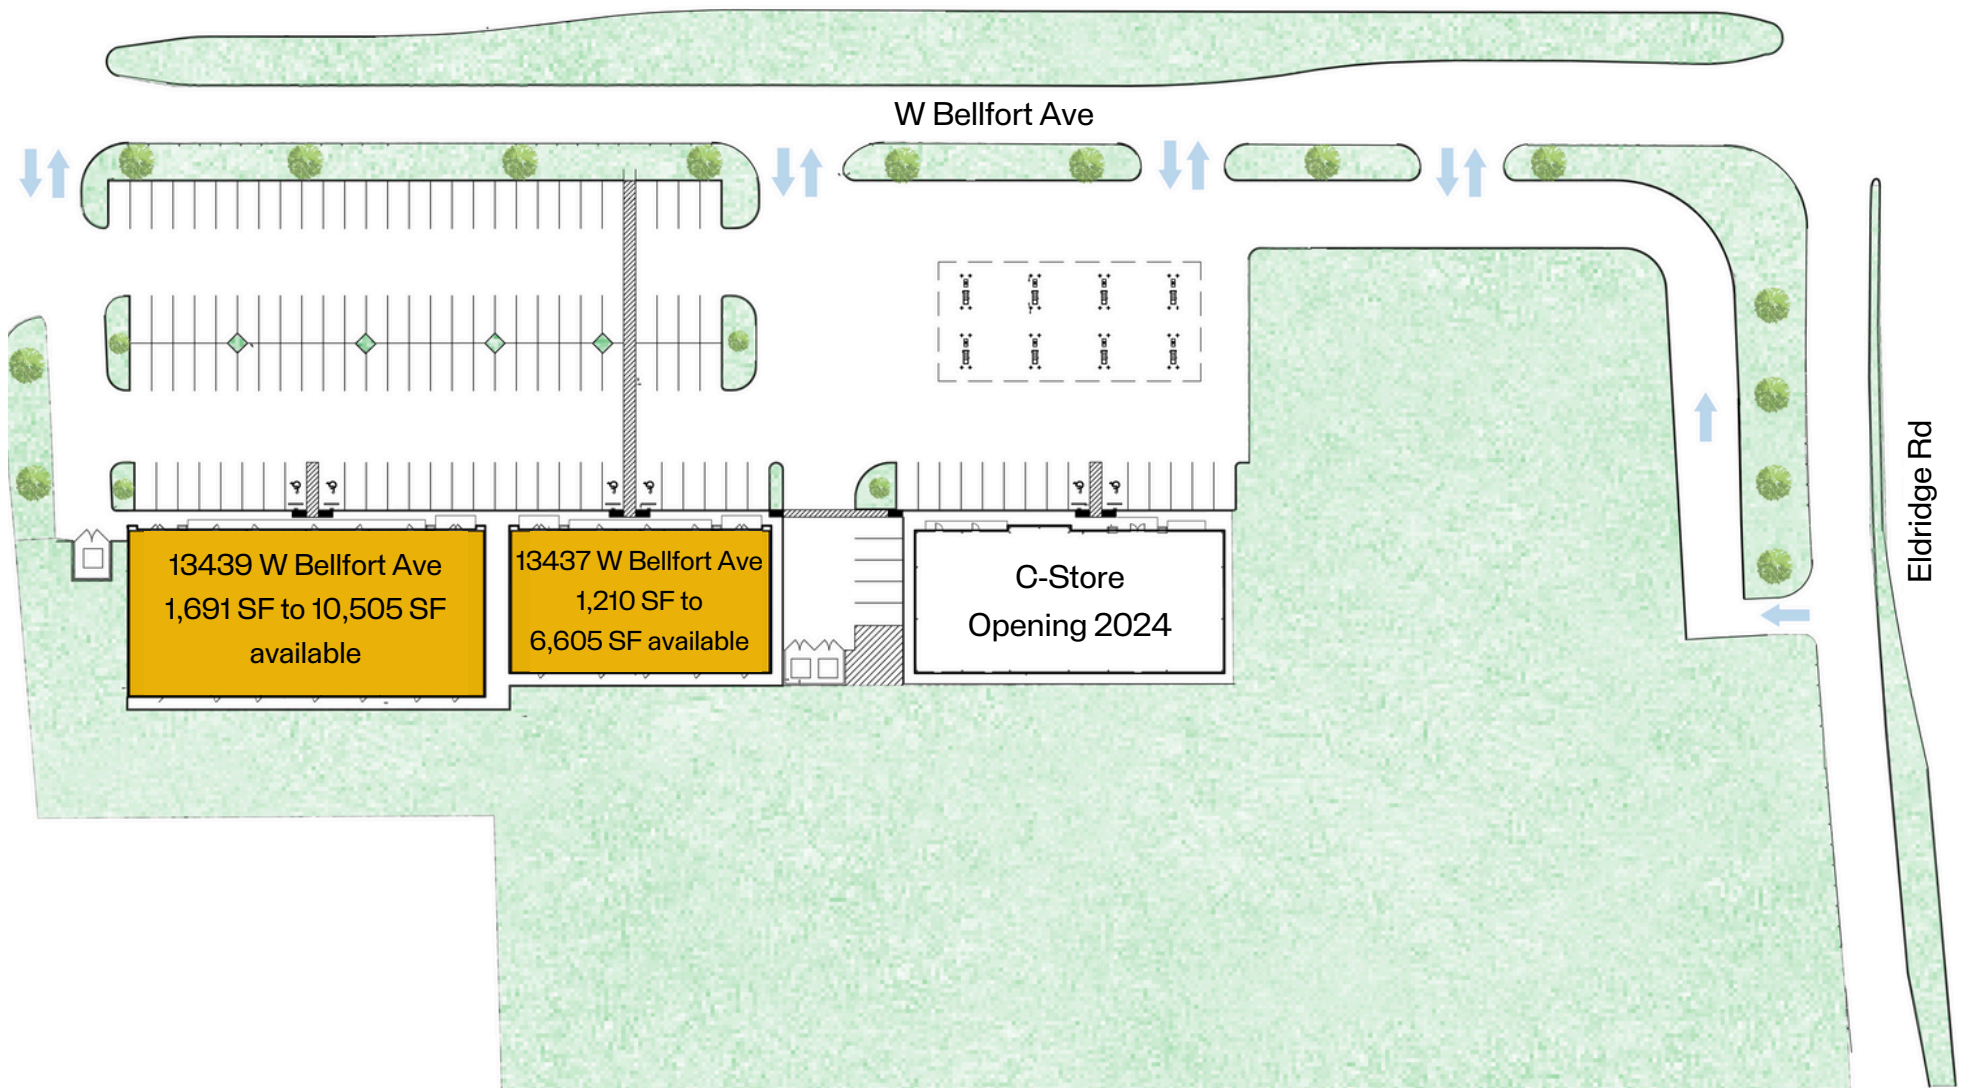 W Bellfort Ave
Eldridge Rd
13439 W Bellfort Ave
1,691 SF to 10,505 SF
available
13437 W Bellfort Ave
1,210 SF to
6,605 SF available
C-Store
Opening 2024